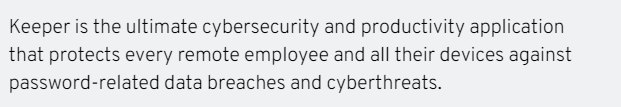 Keeper is the ultimate cybersecurity and productivity application
that protects every remote employee and all their devices against
password-related data breaches and cyberthreats.